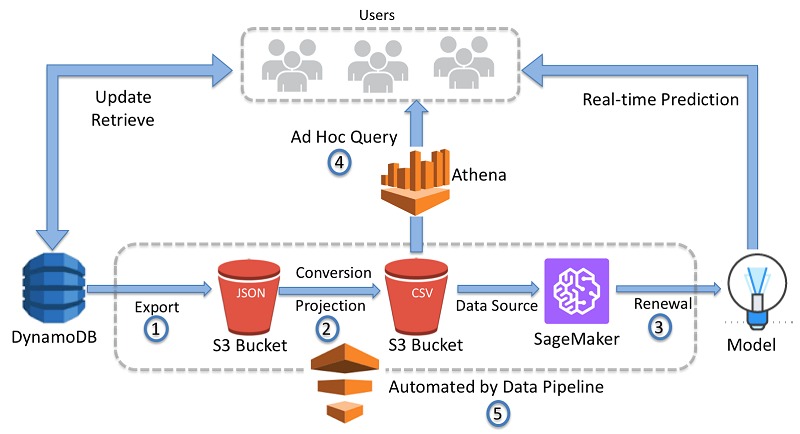 Users
Update
Retrieve
Real-time Prediction
Ad Hoc Query
4
Athena
JSON
Conversion
CSV
Export
Projection
Data Source
Renewal
1
2
3
DynamoDB
S3 Bucket
S3 Bucket
SageMaker
Model
Automated by Data Pipeline
5